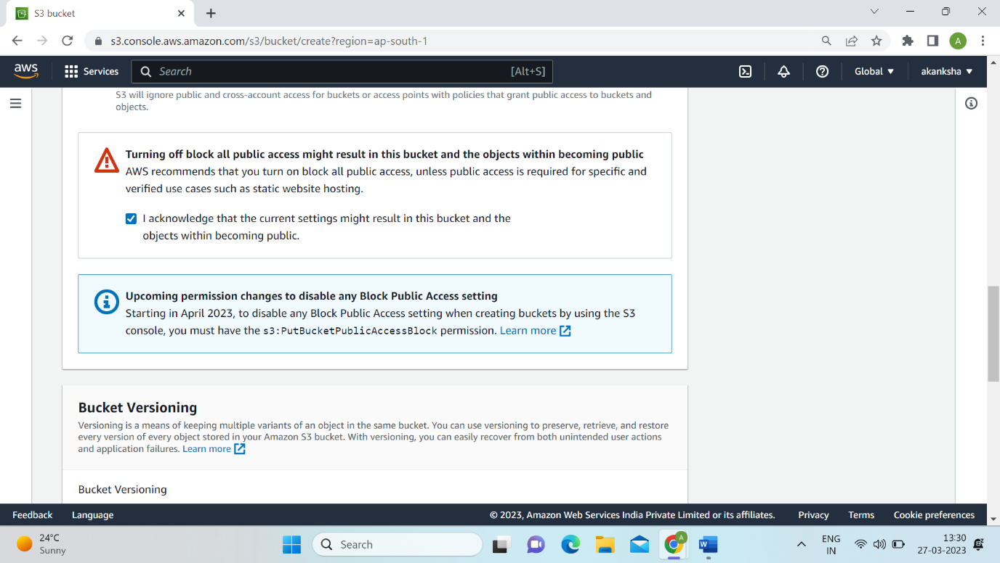 S3 bucket
s3.console.aws.amazon.com/s3/bucket/create?region=ap-south-1
A
aws
Services
Search
[Alt+S]
Global
akanksha
S3 will ignore public and cross-account access for buckets or access points with policies that grant public access to buckets and
objects.
Turning off block all public access might result in this bucket and the objects within becoming public
AWS recommends that you turn on block all public access, unless public access is required for specific and
verified use cases such as static website hosting.
I acknowledge that the current settings might result in this bucket and the
objects within becoming public.
Upcoming permission changes to disable any Block Public Access setting
Starting in April 2023, to disable any Block Public Access setting when creating buckets by using the S3
console, you must have the s3:PutBucketPublicAccessBlock permission. Learn more
Bucket Versioning
Versioning is a means of keeping multiple variants of an object in the same bucket. You can use versioning to preserve, retrieve, and restore
every version of every object stored in your Amazon S3 bucket. With versioning, you can easily recover from both unintended user actions
and application failures. Learn more
Bucket Versioning
Feedback
Language
© 2023, Amazon Web Services India Private Limited or its affiliates.
Privacy
Terms
Cookie preferences
24°C
Sunny
Search
A
W
ENG
IN
13:30
27-03-2023